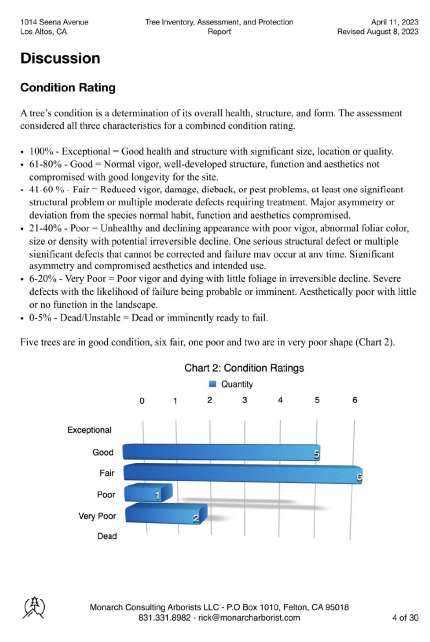 1014 Seena Avenue
Los Altos, CA
Tree Inventory, Assessment, and Protection
Report
April 11, 2023
Revised August 8, 2023
Discussion
Condition Rating
A tree's condition is a determination of its overall health, structure, and form. The assessment
considered all three characteristics for a combined condition rating.
• 100% - Exceptional = Good health and structure with significant size, location or quality.
• 61-80% - Good = Normal vigor, well-developed structure, function and aesthetics not
compromised with good longevity for the site.
• 41-60 % - Fair = Reduced vigor, damage, dieback, or pest problems, at least one significant
structural problem or multiple moderate defects requiring treatment. Major asymmetry or
deviation from the species normal habit, function and aesthetics compromised.
• 21-40% - Poor = Unhealthy and declining appearance with poor vigor, abnormal foliar color,
size or density with potential irreversible decline. One serious structural defect or multiple
significant defects that cannot be corrected and failure may occur at any time. Significant
asymmetry and compromised aesthetics and intended use.
• 6-20% - Very Poor = Poor vigor and dying with little foliage in irreversible decline. Severe
defects with the likelihood of failure being probable or imminent. Aesthetically poor with little
or no function in the landscape.
• 0-5% - Dead/Unstable = Dead or imminently ready to fail.
Five trees are in good condition, six fair, one poor and two are in very poor shape (Chart 2).
Chart 2: Condition Ratings
Quantity
0 1 2 3 4 5 6
Exceptional
Good 5
Fair 6
Poor 1
Very Poor 2
Dead
Monarch Consulting Arborists LLC - P.O Box 1010, Felton, CA 95018
831.331.8982 - rick@monarcharborist.com
4 of 30